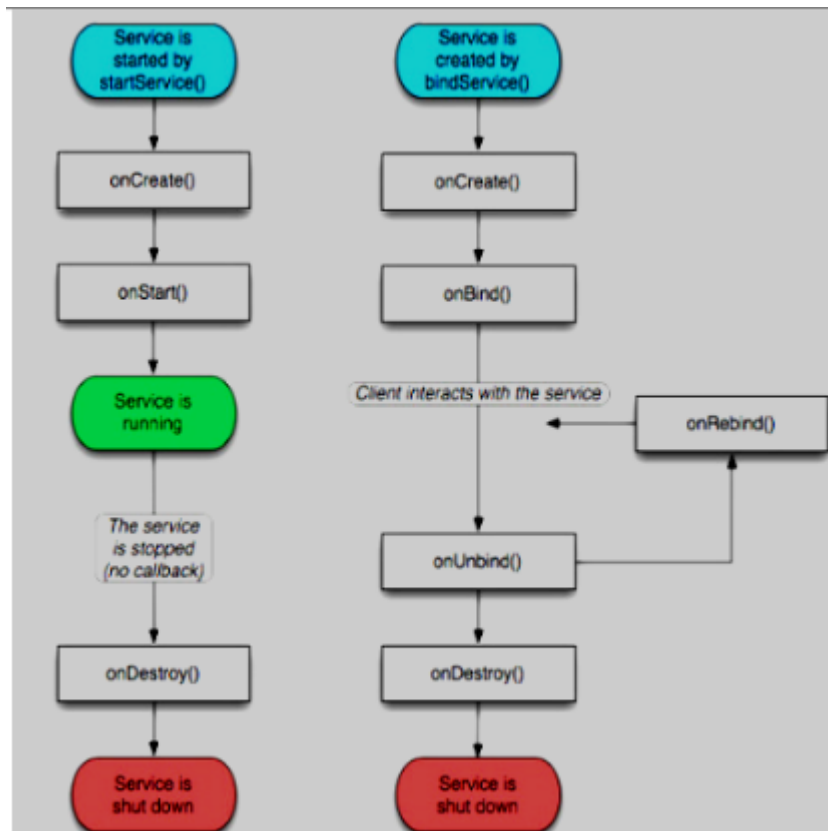 Service is
started by
startService()
onCreate()
onStart()
Service is
running
The service
is stopped
(no callback)
onDestroy()
Service is
shut down
Service is
created by
bindService()
onCreate()
onBind()
Client interacts with the service
onRebind()
onUnbind()
onDestroy()
Service is
shut down